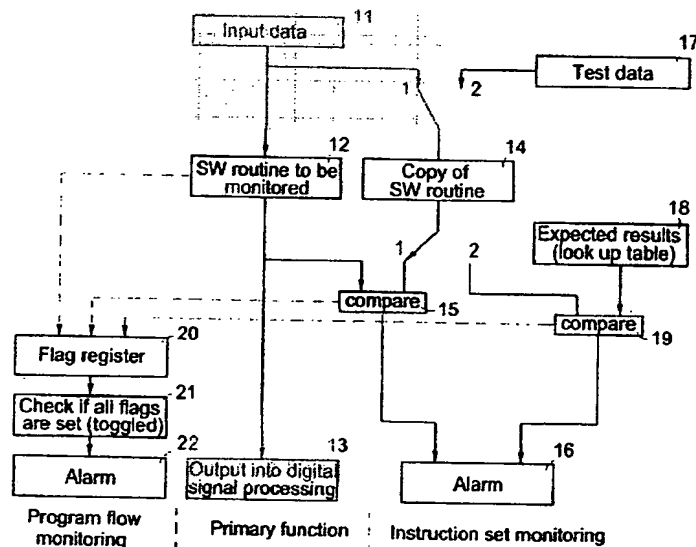 11
Input data
17
Test data
1
2
12
SW routine to be
monitored
14
Copy of
SW routine
18
Expected results
(look up table)
1
2
compare
15
compare
19
20
Flag register
21
Check if all flags
are set (toggled)
22
Alarm
13
Output into digital
signal processing
16
Alarm
Program flow
monitoring
Primary function
Instruction set monitoring